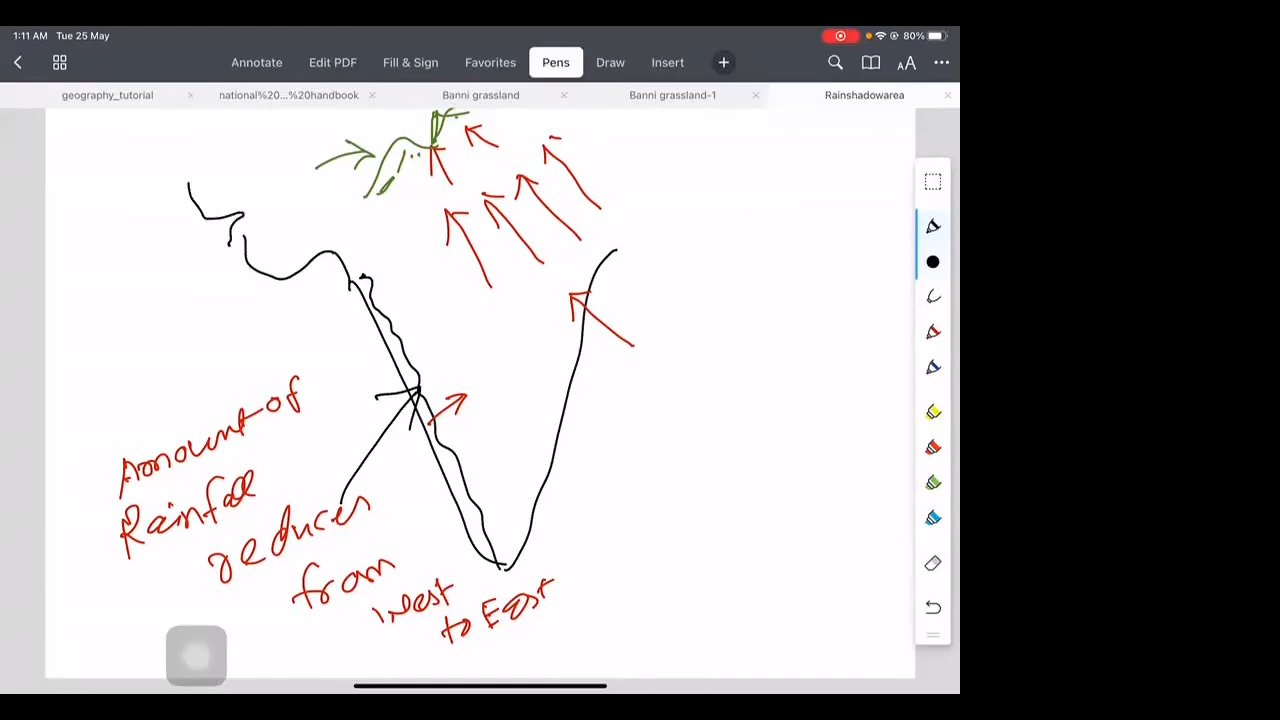 1:11 AM Tue 25 May
80%
Annotate Edit PDF Fill & Sign Favorites Pens Draw Insert
AA
geography_tutorial national%20...%20handbook Banni grassland Banni grassland-1 Rainshadowarea
Amount of
Rainfall
reduces
from
West
to East